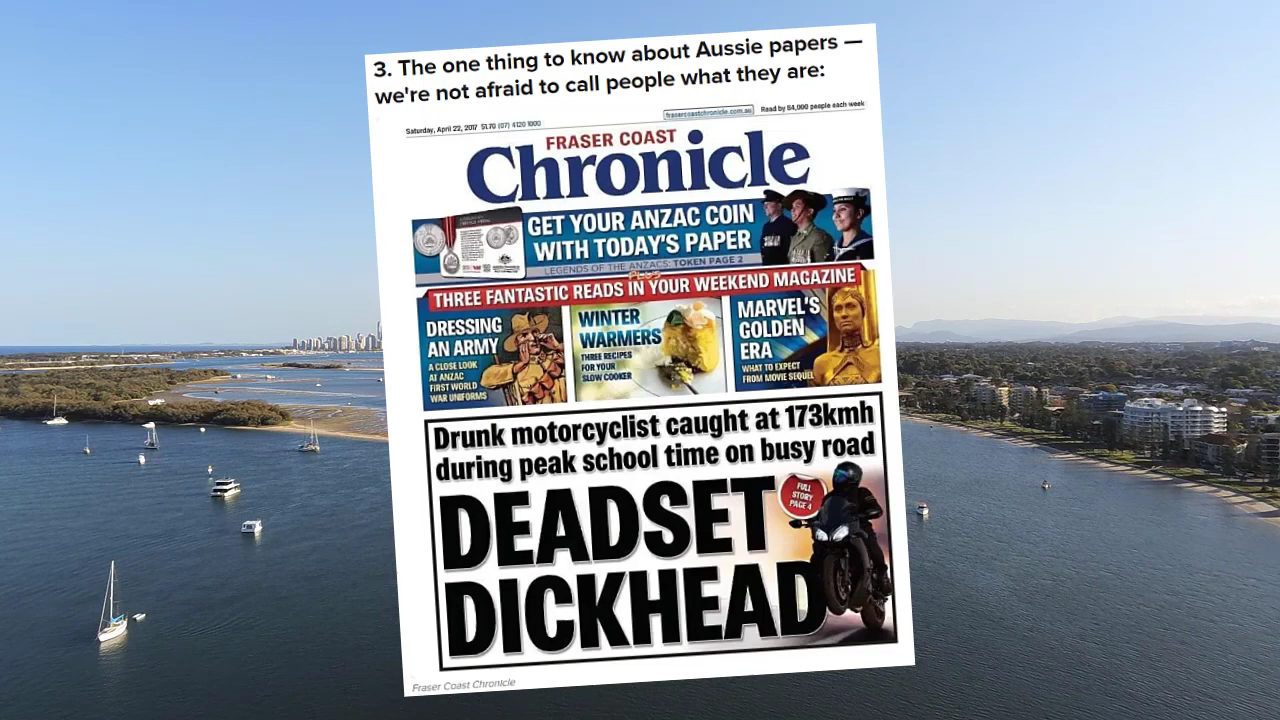 3. The one thing to know about Aussie papers —
we're not afraid to call people what they are:
Saturday, April 22, 2017 $1.70 (07) 4120 1000
frasercoastchronicle.com.au
Read by 84,000 people each week
FRASER COAST
Chronicle
GET YOUR ANZAC COIN
WITH TODAY'S PAPER
LEGENDS OF THE ANZACS: TOKEN PAGE 2
PLUS
THREE FANTASTIC READS IN YOUR WEEKEND MAGAZINE
DRESSING
AN ARMY
A CLOSE LOOK
AT ANZAC
FIRST WORLD
WAR UNIFORMS
WINTER
WARMERS
THREE RECIPES
FOR YOUR
SLOW COOKER
MARVEL'S
GOLDEN
ERA
WHAT TO EXPECT
FROM MOVIE SEQUEL
Drunk motorcyclist caught at 173kmh
during peak school time on busy road
FULL
STORY
PAGE 4
DEADSET
DICKHEAD
Fraser Coast Chronicle